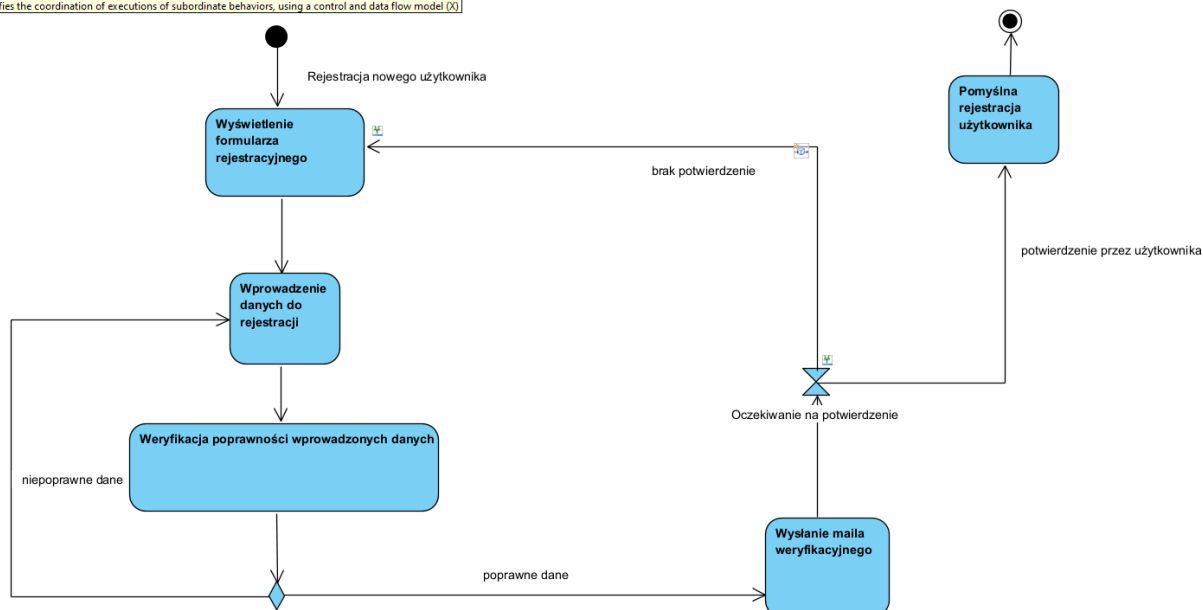 fies the coordination of executions of subordinate behaviors, using a control and data flow model (X)
Rejestracja nowego użytkownika
Wyświetlenie
formularza
rejestracyjnego
brak potwierdzenie
Pomyślna
rejestracja
użytkownika
potwierdzenie przez użytkownika
Wprowadzenie
danych do
rejestracji
Oczekiwanie na potwierdzenie
Weryfikacja poprawności wprowadzonych danych
niepoprawne dane
Wysłanie maila
weryfikacyjnego
poprawne dane